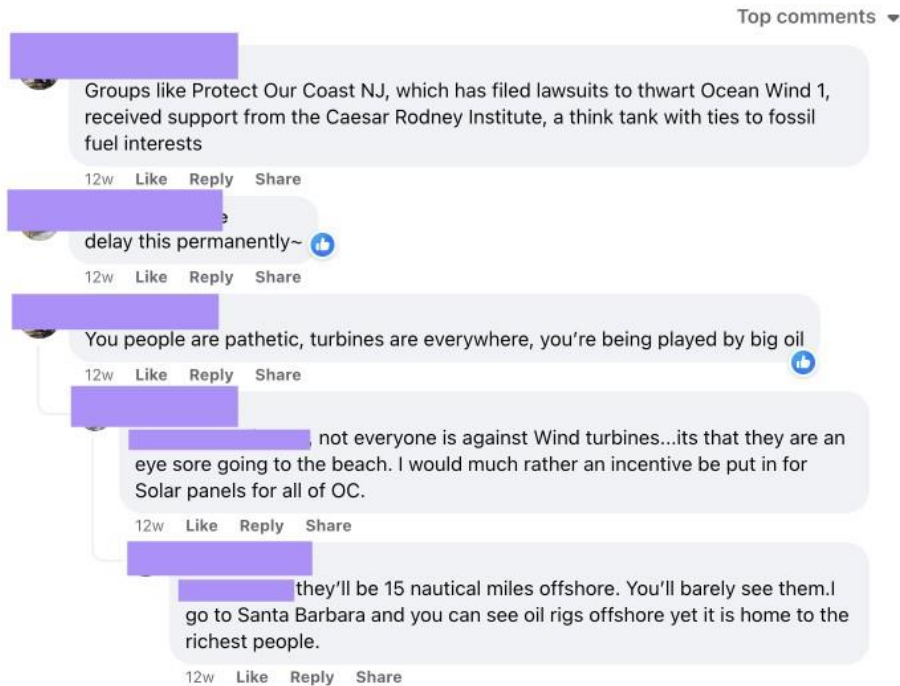 Top comments
Groups like Protect Our Coast NJ, which has filed lawsuits to thwart Ocean Wind 1,
received support from the Caesar Rodney Institute, a think tank with ties to fossil
fuel interests
12w Like Reply Share
e
delay this permanently~
12w Like Reply Share
You people are pathetic, turbines are everywhere, you’re being played by big oil
12w Like Reply Share
, not everyone is against Wind turbines...its that they are an
eye sore going to the beach. I would much rather an incentive be put in for
Solar panels for all of OC.
12w Like Reply Share
they’ll be 15 nautical miles offshore. You’ll barely see them.I
go to Santa Barbara and you can see oil rigs offshore yet it is home to the
richest people.
12w Like Reply Share